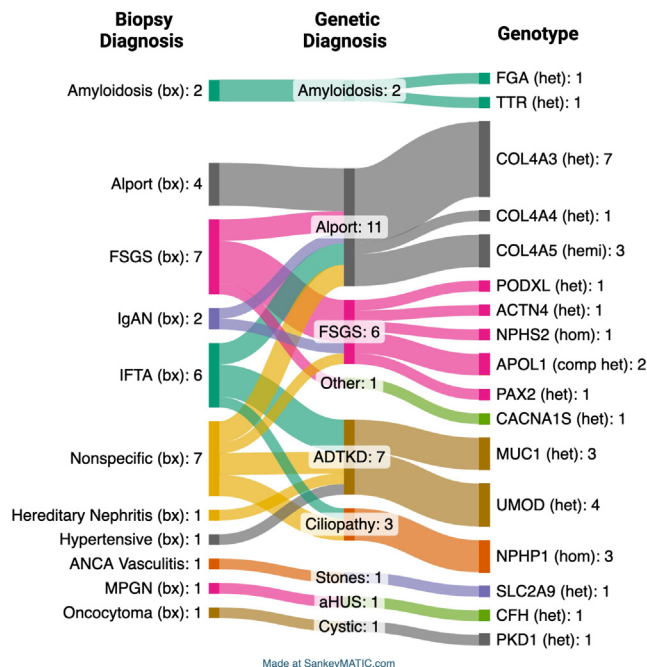 Biopsy
Diagnosis
Genetic
Diagnosis
Genotype
Amyloidosis (bx): 2
Alport (bx): 4
FSGS (bx): 7
IgAN (bx): 2
IFTA (bx): 6
Nonspecific (bx): 7
Hereditary Nephritis (bx): 1
Hypertensive (bx): 1
ANCA Vasculitis: 1
MPGN (bx): 1
Oncocytoma (bx): 1
Amyloidosis: 2
Alport: 11
FSGS: 6
Other: 1
ADTKD: 7
Ciliopathy: 3
Stones: 1
aHUS: 1
Cystic: 1
FGA (het): 1
TTR (het): 1
COL4A3 (het): 7
COL4A4 (het): 1
COL4A5 (hemi): 3
PODXL (het): 1
ACTN4 (het): 1
NPHS2 (hom): 1
APOL1 (comp het): 2
PAX2 (het): 1
CACNA1S (het): 1
MUC1 (het): 3
UMOD (het): 4
NPHP1 (hom): 3
SLC2A9 (het): 1
CFH (het): 1
PKD1 (het): 1
Made at SankeyMATIC.com